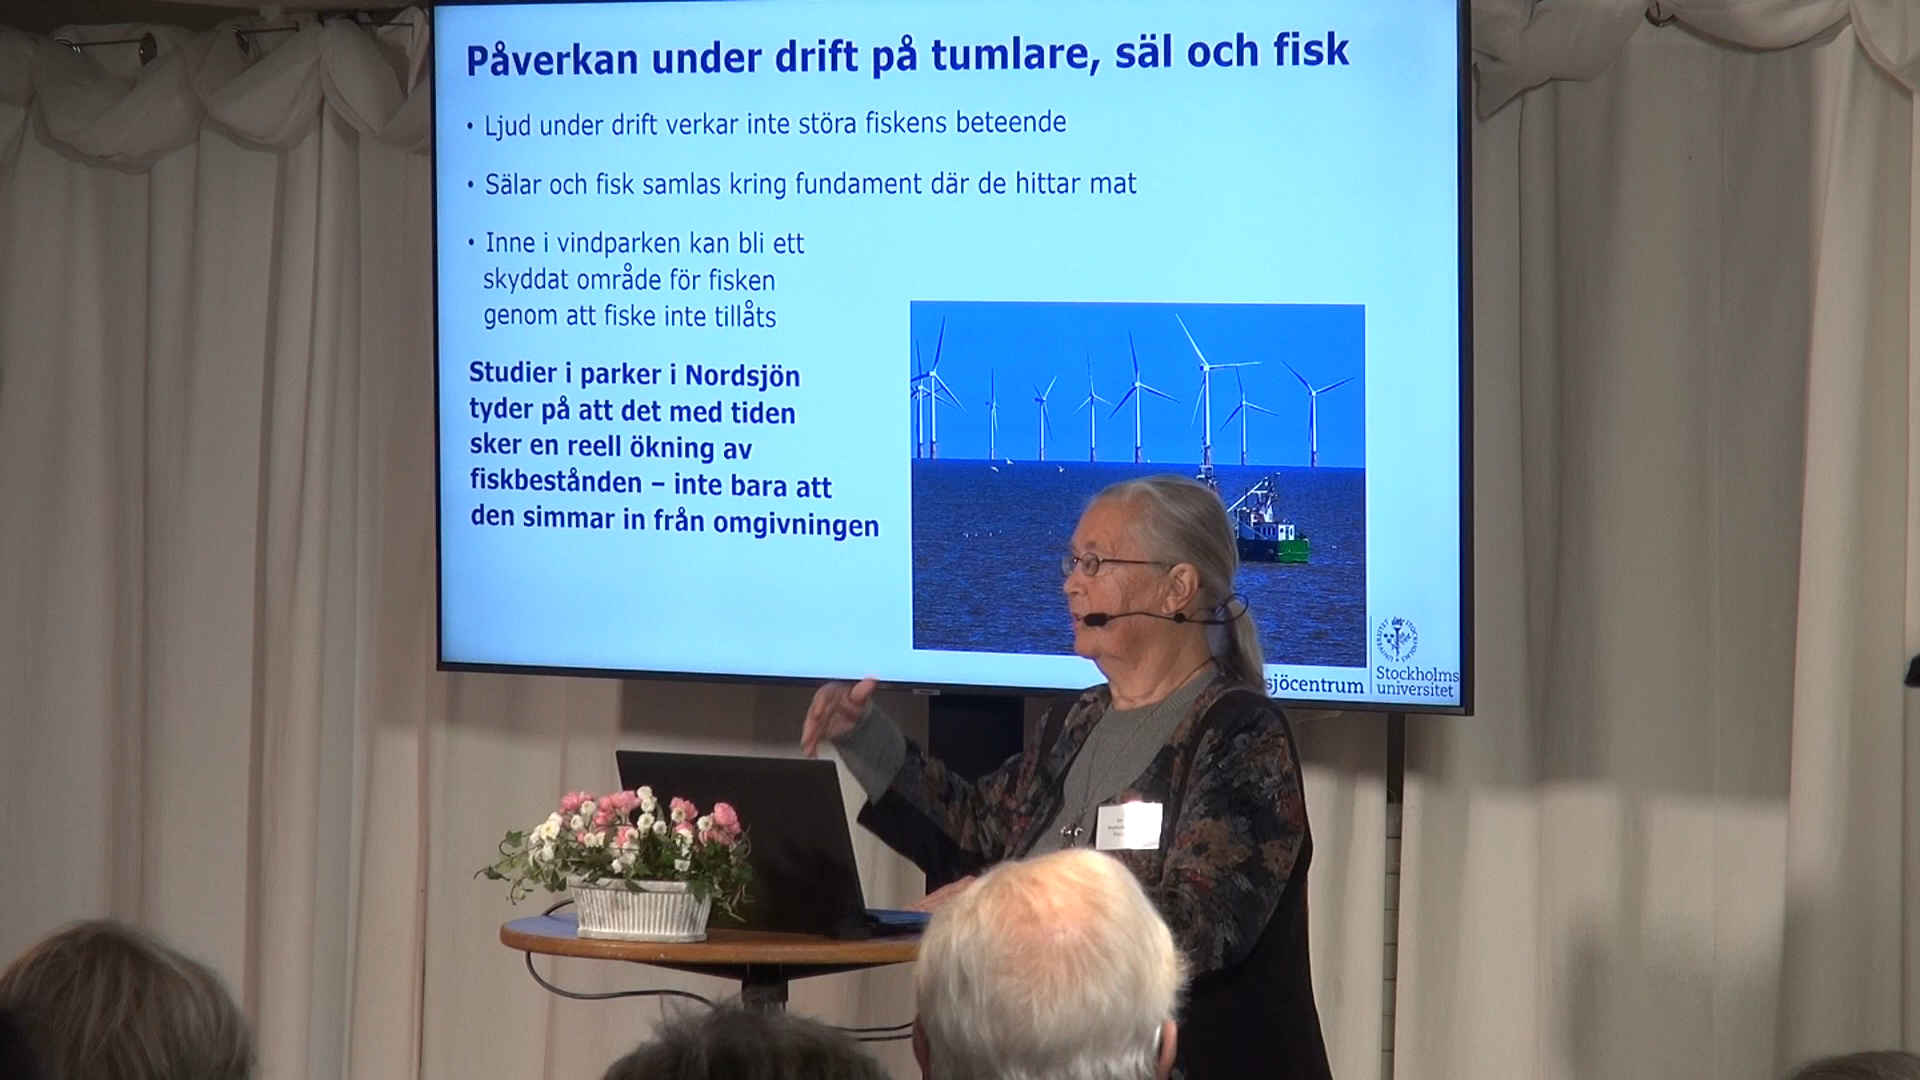 Påverkan under drift på tumlare, säl och fisk
• Ljud under drift verkar inte störa fiskens beteende
• Sälar och fisk samlas kring fundament där de hittar mat
• Inne i vindparken kan bli ett
skyddat område för fisken
genom att fiske inte tillåts
Studier i parker i Nordsjön
tyder på att det med tiden
sker en reell ökning av
fiskbestånden – inte bara att
den simmar in från omgivningen
sjöcentrum
Stockholms
universitet